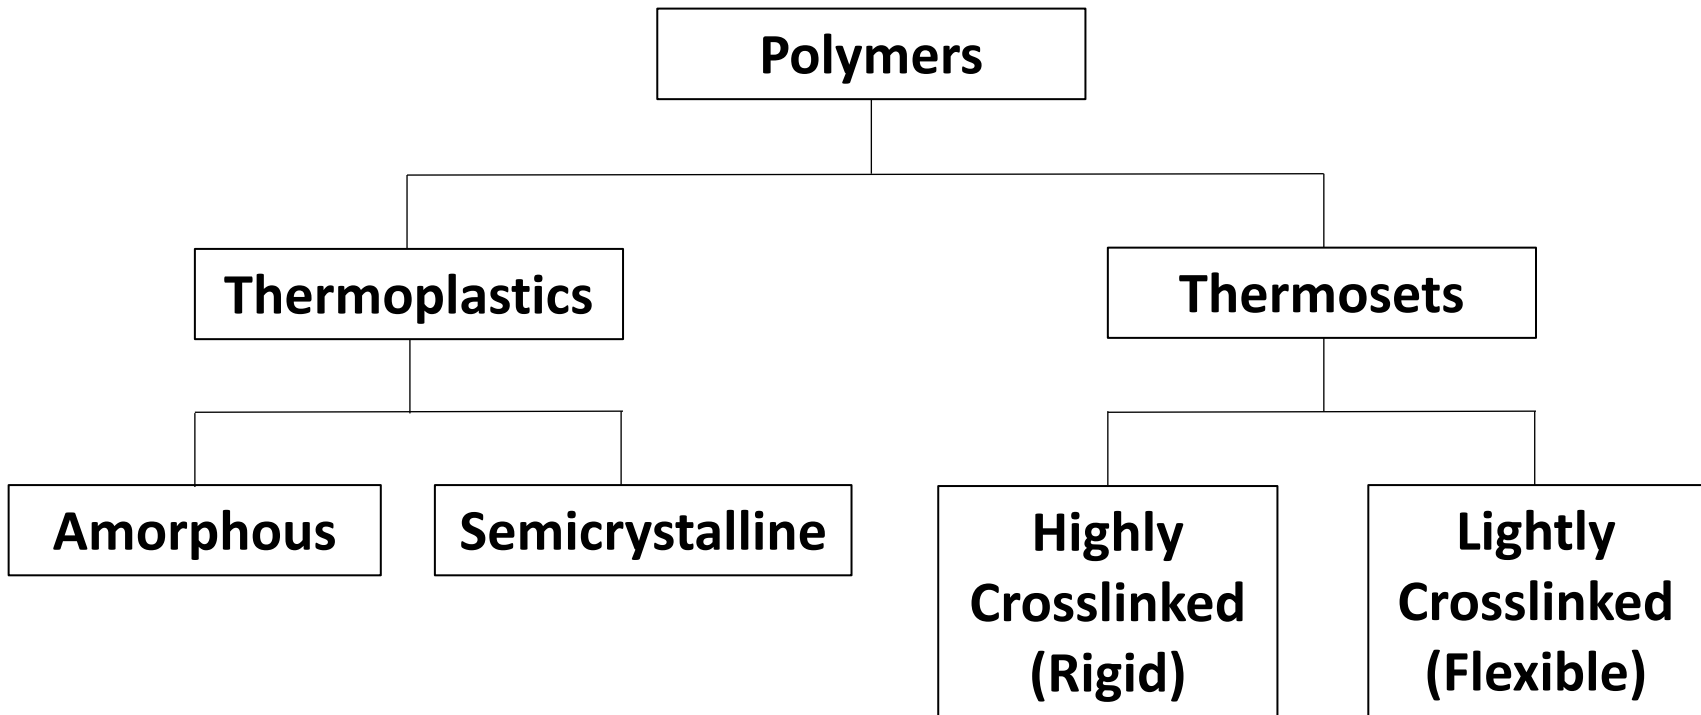 Polymers
Thermoplastics
Thermosets
Amorphous
Semicrystalline
Highly
Crosslinked
(Rigid)
Lightly
Crosslinked
(Flexible)